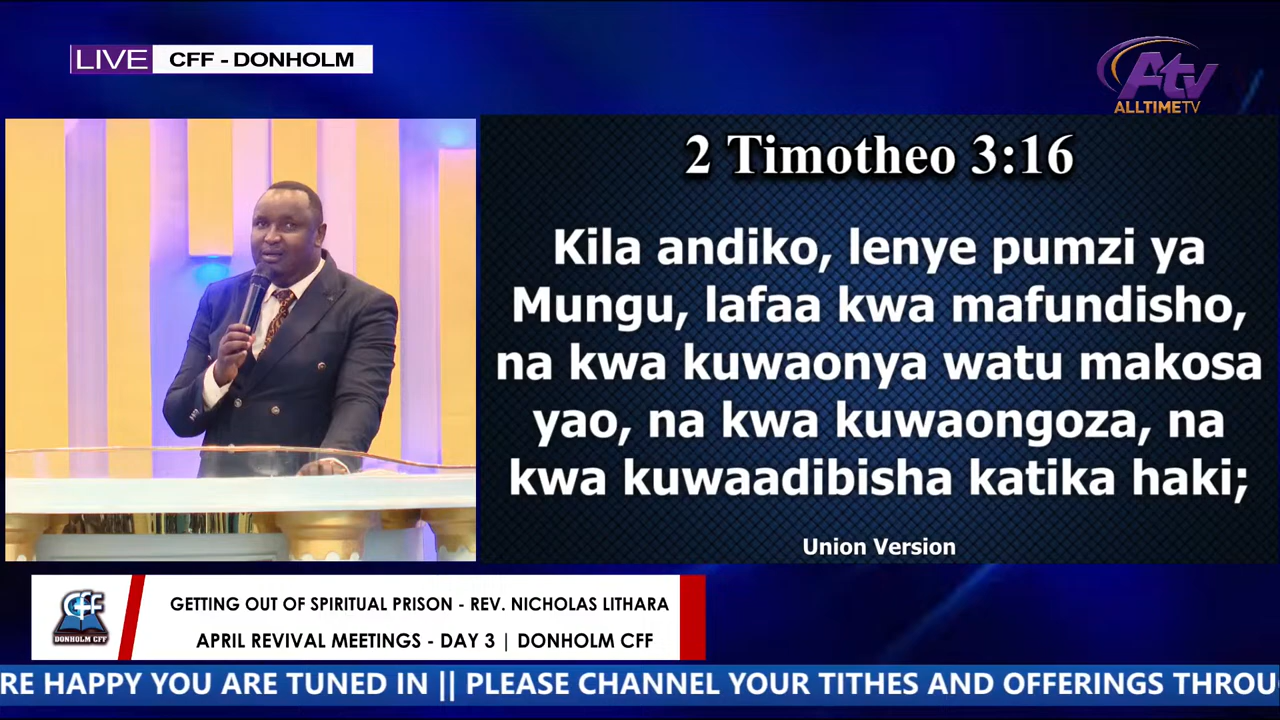 LIVE CFF - DONHOLM
Atv
ALLTIMETV
2 Timotheo 3:16
Kila andiko, lenye pumzi ya
Mungu, lafaa kwa mafundisho,
na kwa kuwaonya watu makosa
yao, na kwa kuwaongoza, na
kwa kuwaadibisha katika haki;
Union Version
CFF
DONHOLM CFF
GETTING OUT OF SPIRITUAL PRISON - REV. NICHOLAS LITHARA
APRIL REVIVAL MEETINGS - DAY 3 | DONHOLM CFF
RE HAPPY YOU ARE TUNED IN || PLEASE CHANNEL YOUR TITHES AND OFFERINGS THROU